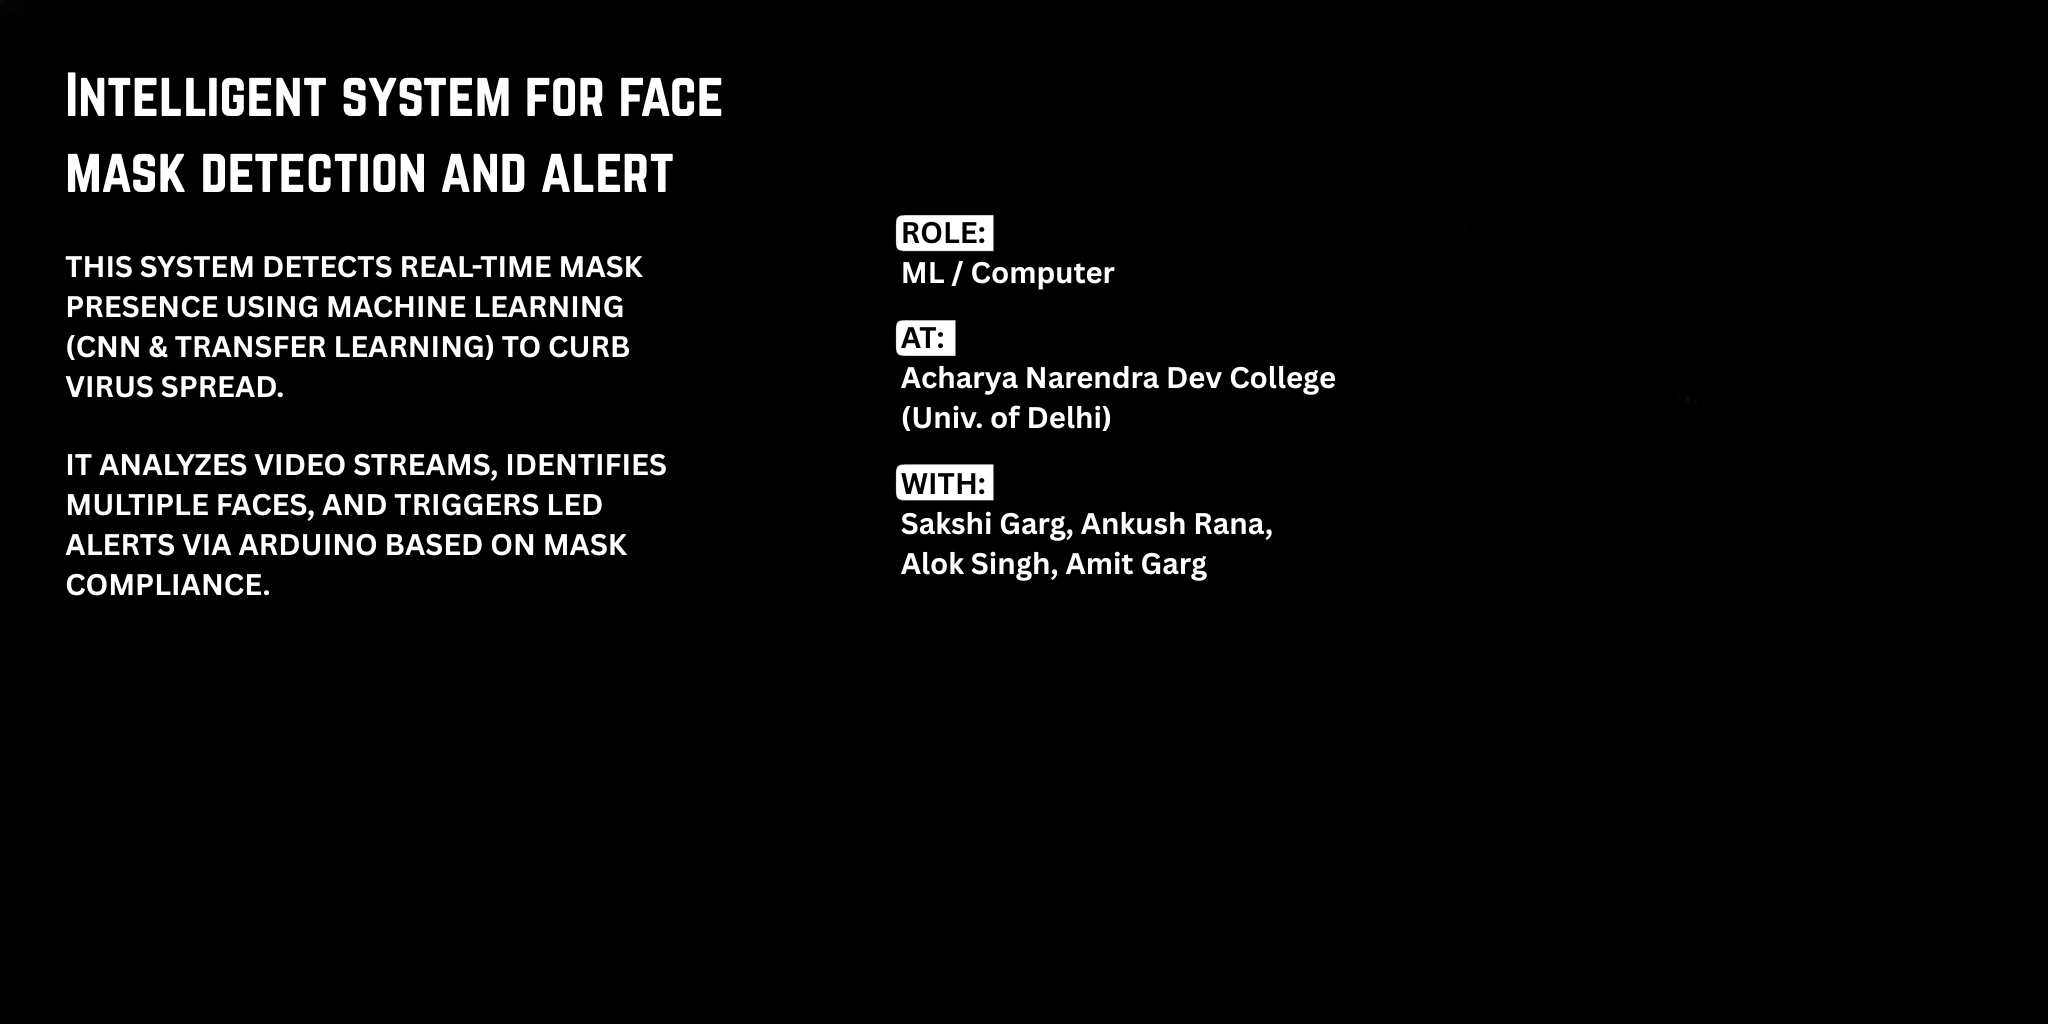 Intelligent system for face
mask detection and alert
THIS SYSTEM DETECTS REAL-TIME MASK
PRESENCE USING MACHINE LEARNING
(CNN & TRANSFER LEARNING) TO CURB
VIRUS SPREAD.
IT ANALYZES VIDEO STREAMS, IDENTIFIES
MULTIPLE FACES, AND TRIGGERS LED
ALERTS VIA ARDUINO BASED ON MASK
COMPLIANCE.
ROLE:
ML / Computer
AT:
Acharya Narendra Dev College
(Univ. of Delhi)
WITH:
Sakshi Garg, Ankush Rana,
Alok Singh, Amit Garg